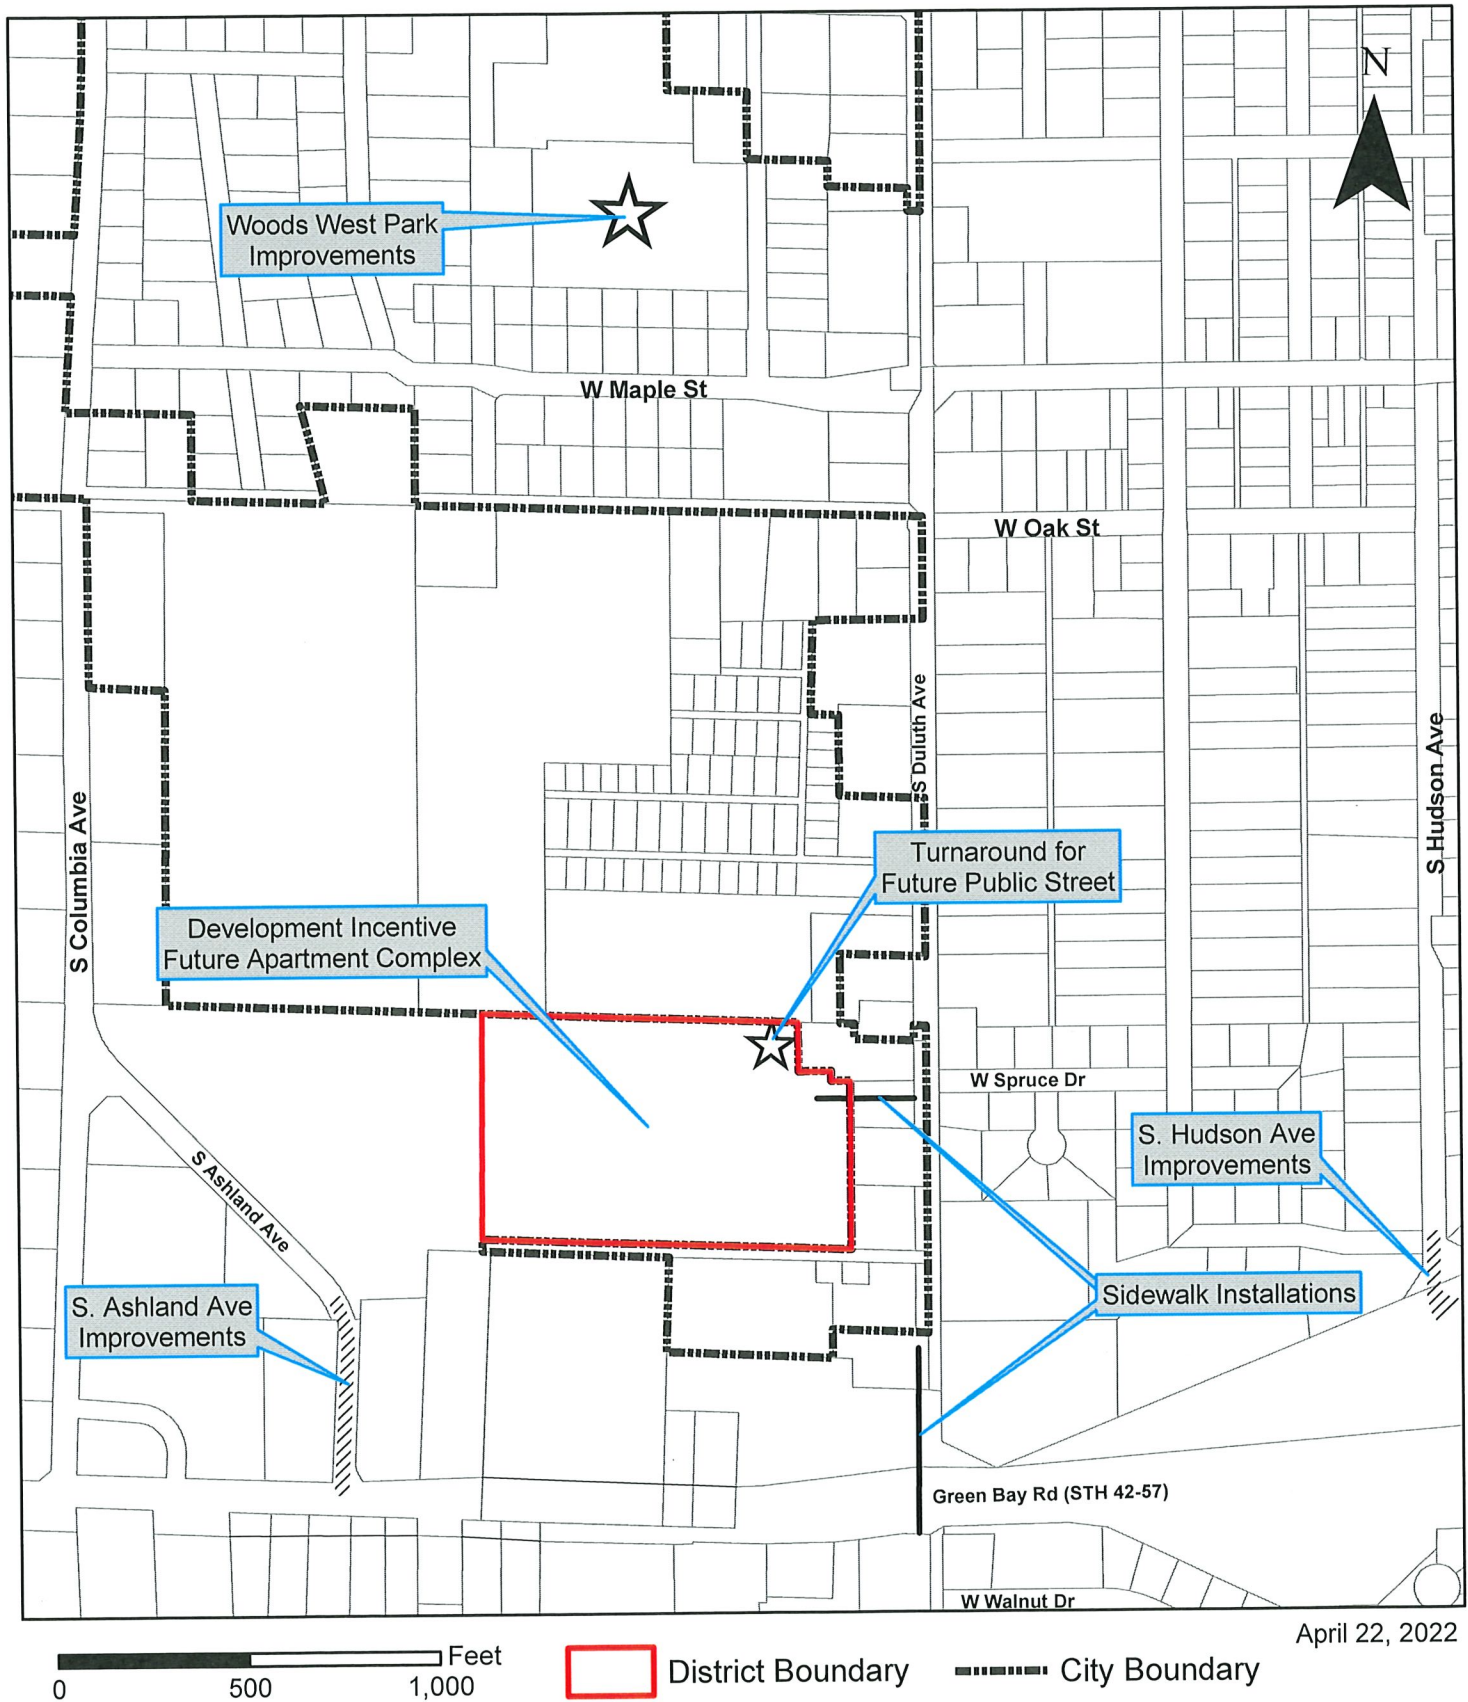 N
Woods West Park
Improvements
W Maple St
W Oak St
S Duluth Ave
S Hudson Ave
S Columbia Ave
Turnaround for
Future Public Street
Development Incentive
Future Apartment Complex
W Spruce Dr
S. Hudson Ave
Improvements
S Ashland Ave
Sidewalk Installations
S. Ashland Ave
Improvements
Green Bay Rd (STH 42-57)
W Walnut Dr
April 22, 2022
Feet
0 500 1,000
District Boundary
City Boundary